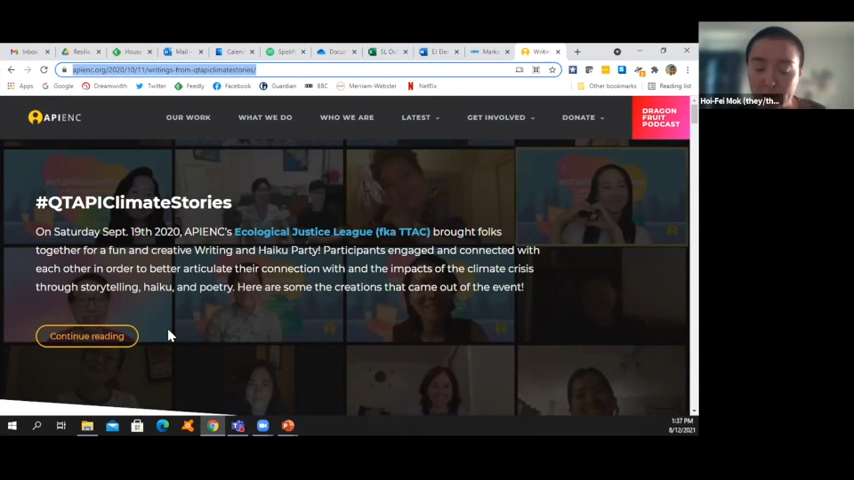 Inbox
Resilie
House
Mail -
Calend
Spotif
Docum
SL Ou
EJ Elem
Marks
Writin
apienc.org/2020/10/11/writings-from-qtapiclimatestories/
Apps
Google
Dreamwidth
Twitter
Feedly
Facebook
Guardian
BBC
Merriam-Webster
Netflix
Other bookmarks
Reading list
APIENC
OUR WORK
WHAT WE DO
WHO WE ARE
LATEST
GET INVOLVED
DONATE
DRAGON
FRUIT
PODCAST
Hoi-Fei Mok (they/th...
#QTAPIClimateStories
On Saturday Sept. 19th 2020, APIENC's Ecological Justice League (fka TTAC) brought folks
together for a fun and creative Writing and Haiku Party! Participants engaged and connected with
each other in order to better articulate their connection with and the impacts of the climate crisis
through storytelling, haiku, and poetry. Here are some the creations that came out of the event!
Continue reading
1:37 PM
8/12/2021